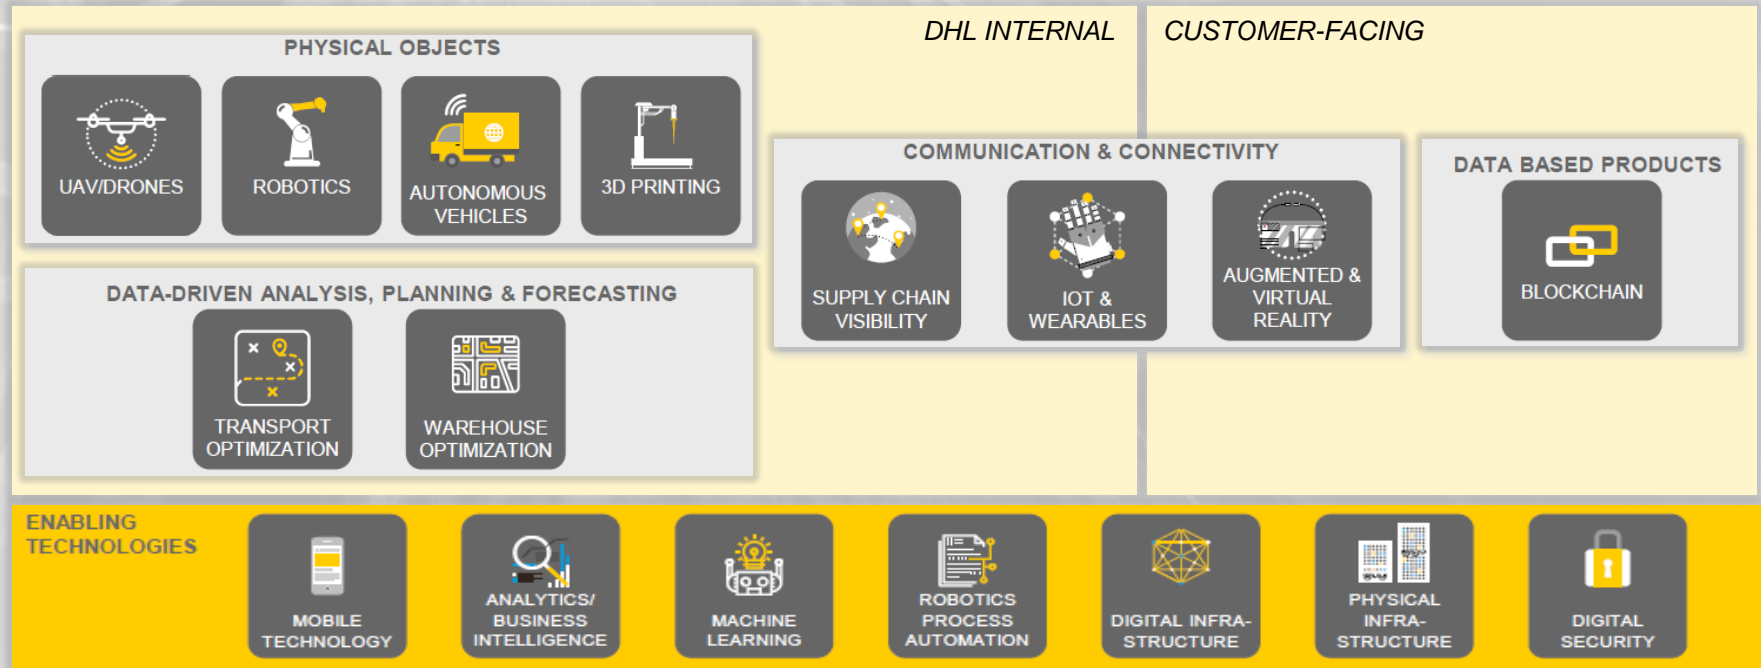 DHL INTERNAL
CUSTOMER-FACING
PHYSICAL OBJECTS
UAV/DRONES
ROBOTICS
AUTONOMOUS
VEHICLES
3D PRINTING
DATA-DRIVEN ANALYSIS, PLANNING & FORECASTING
TRANSPORT
OPTIMIZATION
WAREHOUSE
OPTIMIZATION
COMMUNICATION & CONNECTIVITY
SUPPLY CHAIN
VISIBILITY
IOT &
WEARABLES
AUGMENTED &
VIRTUAL
REALITY
DATA BASED PRODUCTS
BLOCKCHAIN
ENABLING
TECHNOLOGIES
MOBILE
TECHNOLOGY
ANALYTICS/
BUSINESS
INTELLIGENCE
MACHINE
LEARNING
ROBOTICS
PROCESS
AUTOMATION
DIGITAL INFRA-
STRUCTURE
PHYSICAL
INFRA-
STRUCTURE
DIGITAL
SECURITY